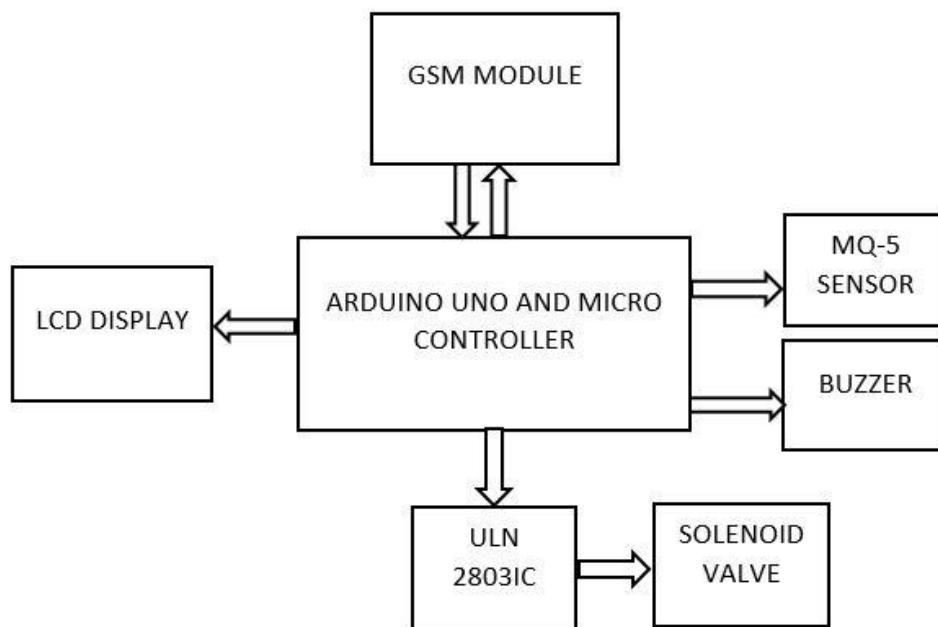 GSM MODULE
MQ-5
SENSOR
LCD DISPLAY
ARDUINO UNO AND MICRO
CONTROLLER
BUZZER
ULN
2803IC
SOLENOID
VALVE